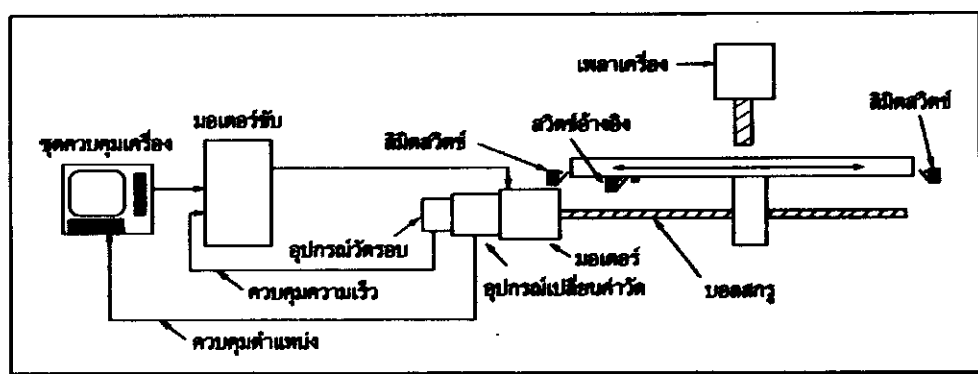 เพลาเครื่อง
ลิมิตสวิตช์
มอเตอร์ขับ
สวิตช์อ้างอิง
ลิมิตสวิตช์
ชุดควบคุมเครื่อง
อุปกรณ์วัดรอบ
มอเตอร์
ควบคุมความเร็ว
อุปกรณ์เปลี่ยนค่าวัด
บอลสกรู
ควบคุมตำแหน่ง